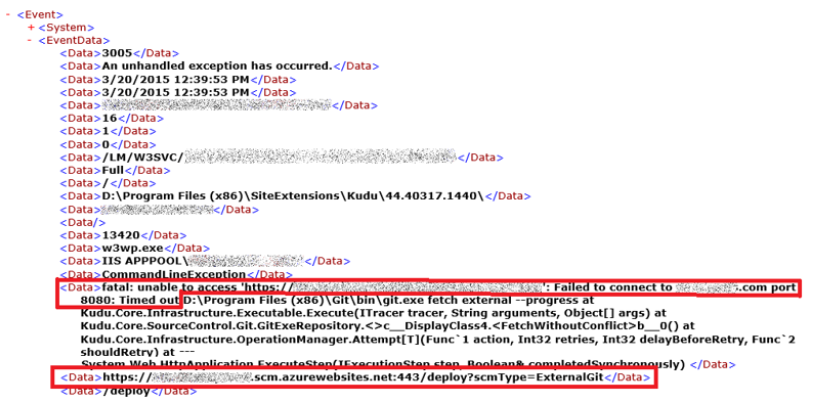 - <Event>
+ <System>
- <EventData>
<Data>3005</Data>
<Data>An unhandled exception has occurred.</Data>
<Data>3/20/2015 12:39:53 PM</Data>
<Data>3/20/2015 12:39:53 PM</Data>
<Data></Data>
<Data>16</Data>
<Data>1</Data>
<Data>0</Data>
<Data>/LM/W3SVC/</Data>
<Data>Full</Data>
<Data>/</Data>
<Data>D:\Program Files (x86)\SiteExtensions\Kudu\44.40317.1440\</Data>
<Data></Data>
<Data/>
<Data>13420</Data>
<Data>w3wp.exe</Data>
<Data>IIS APPPOOL\</Data>
<Data>CommandLineException</Data>
<Data>fatal: unable to access 'https://': Failed to connect to .com port
8080: Timed out D:\Program Files (x86)\Git\bin\git.exe fetch external --progress at
Kudu.Core.Infrastructure.Executable.Execute(ITracer tracer, String arguments, Object[] args) at
Kudu.Core.SourceControl.Git.GitExeRepository.<>c__DisplayClass4.<FetchWithoutConflict>b__0() at
Kudu.Core.Infrastructure.OperationManager.Attempt[T](Func`1 action, Int32 retries, Int32 delayBeforeRetry, Func`2
shouldRetry) at ---
System.Web.HttpApplication.ExecuteStep(IExecutionStep step, Boolean& completedSynchronously) </Data>
<Data>https://.scm.azurewebsites.net:443/deploy?scmType=ExternalGit</Data>
<Data>/deploy</Data>